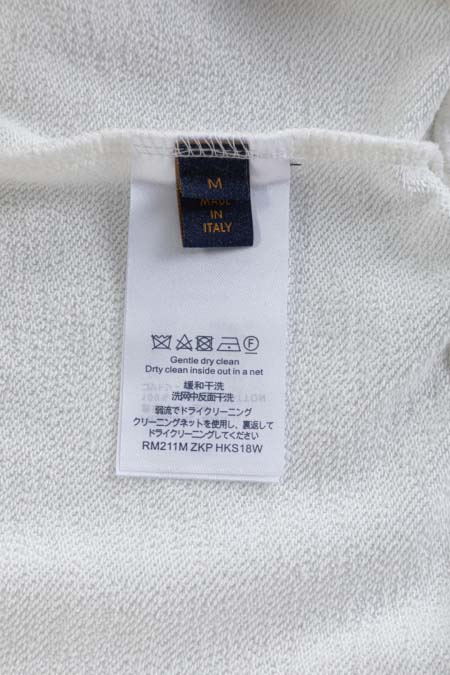 M
MADE
IN
ITALY
Gentle dry clean
Drty clean inside out in a net
缓和干洗
洗网中反面干洗
弱流でドライクリーニング
クリーニングネットを使用し、裏返して
ドライクリーニングしてください
RM211M ZKP HKS18W